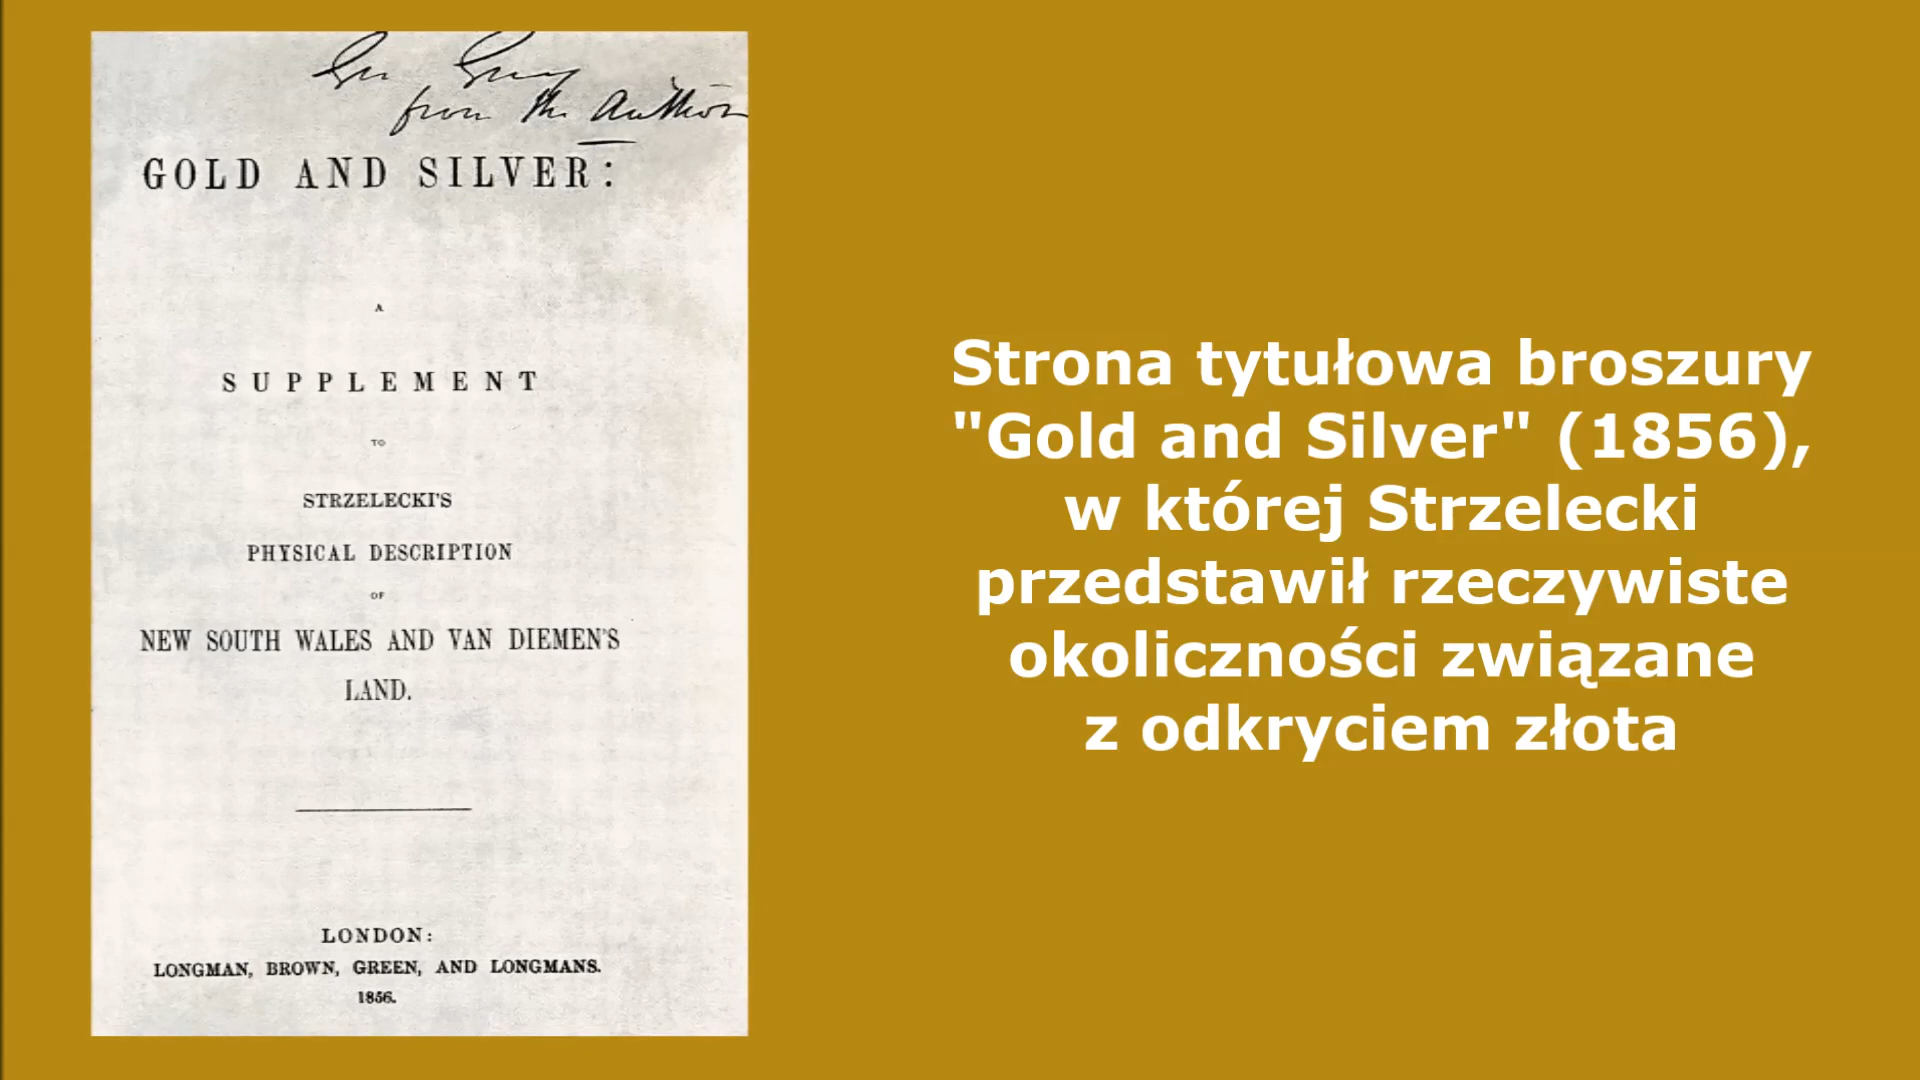 from the Author
GOLD AND SILVER:
A
SUPPLEMENT
TO
STRZELECKI'S
PHYSICAL DESCRIPTION
OF
NEW SOUTH WALES AND VAN DIEMEN'S
LAND.
LONDON:
LONGMAN, BROWN, GREEN, AND LONGMANS.
1856.
Strona tytułowa broszury
"Gold and Silver" (1856),
w której Strzelecki
przedstawił rzeczywiste
okoliczności związane
z odkryciem złota